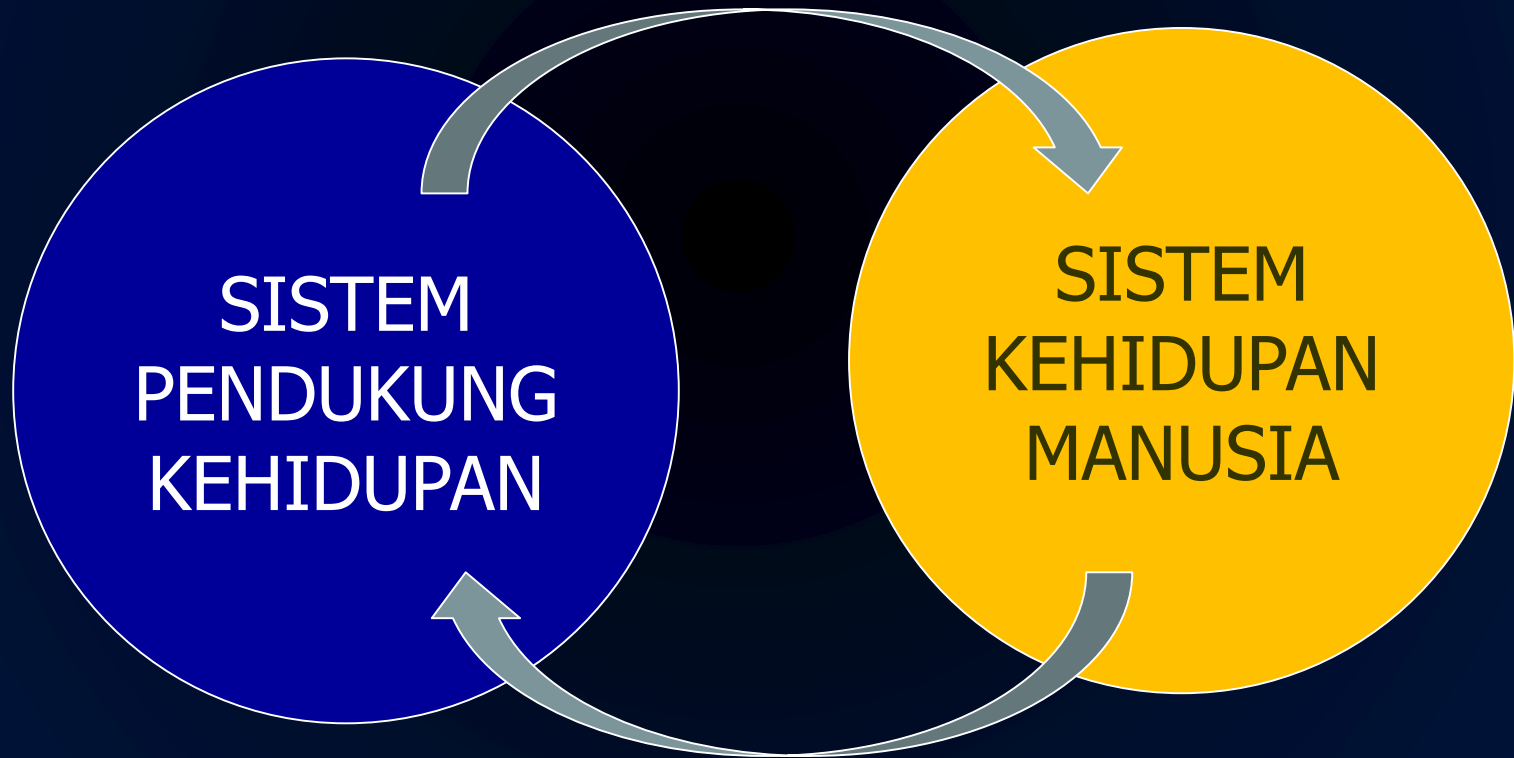 SISTEM
PENDUKUNG
KEHIDUPAN
SISTEM
KEHIDUPAN
MANUSIA